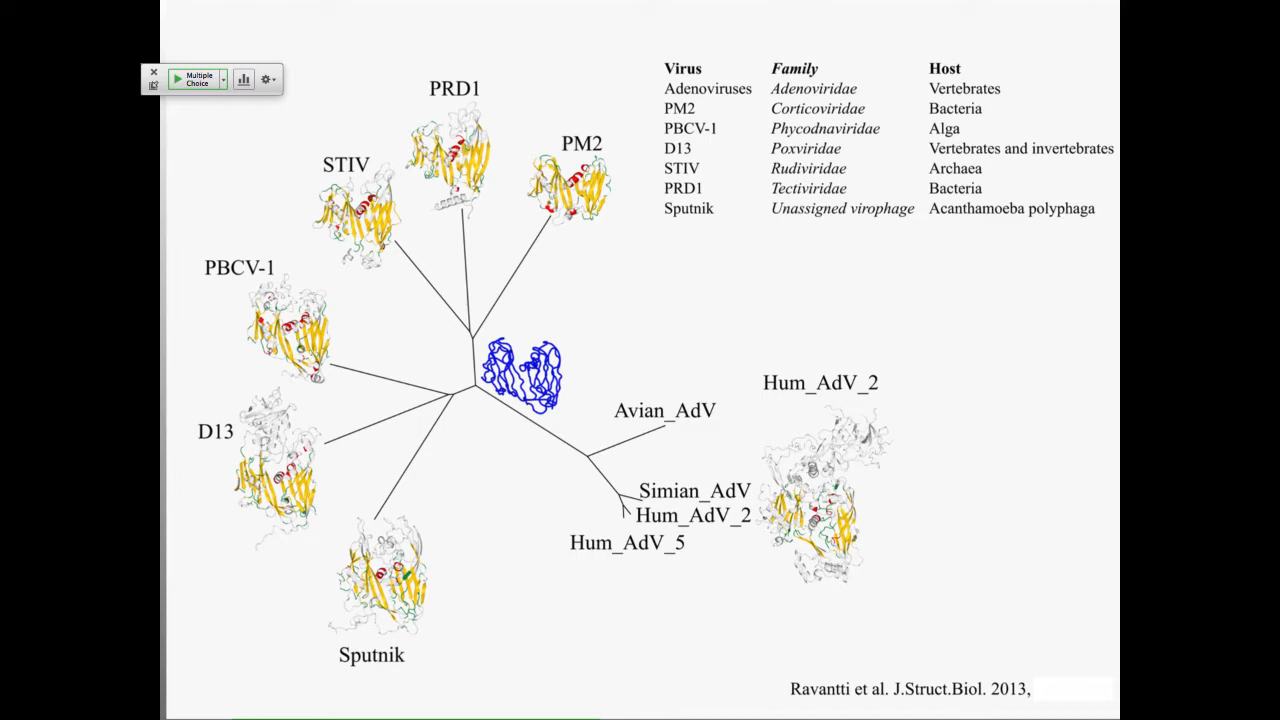 Multiple
Choice
Virus Family Host
Adenoviruses Adenoviridae Vertebrates
PM2 Corticoviridae Bacteria
PBCV-1 Phycodnaviridae Alga
D13 Poxviridae Vertebrates and invertebrates
STIV Rudiviridae Archaea
PRD1 Tectiviridae Bacteria
Sputnik Unassigned virophage Acanthamoeba polyphaga
PRD1
PM2
STIV
PBCV-1
D13
Sputnik
Avian_AdV
Simian_AdV
Hum_AdV_2
Hum_AdV_5
Hum_AdV_2
Ravantti et al. J.Struct.Biol. 2013,